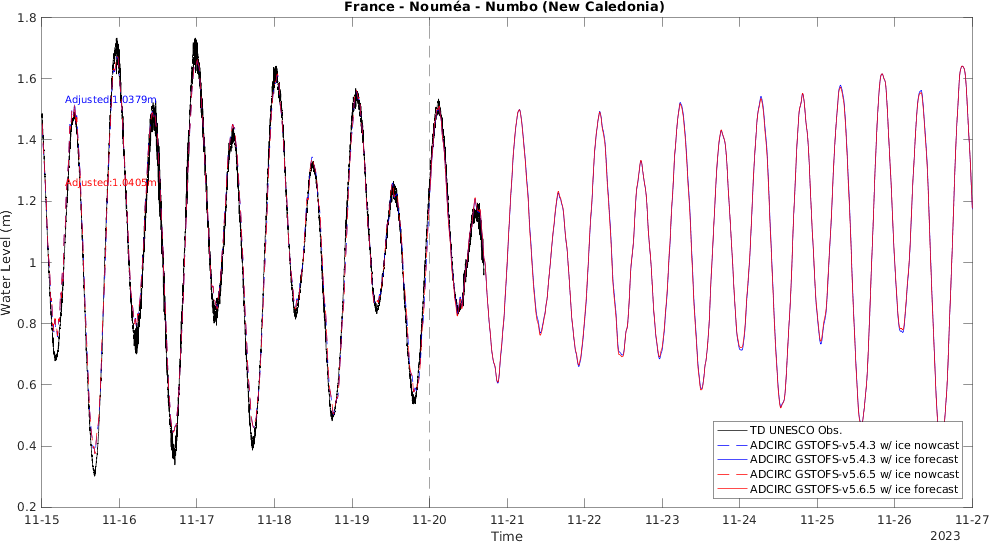 France - Nouméa - Numbo (New Caledonia)
1.8
1.6
1.4
1.2
1
0.8
0.6
0.4
0.2
Water Level (m)
Adjusted:1.0379m
Adjusted:1.0405m
TD UNESCO Obs.
ADCIRC GSTOFS-v5.4.3 w/ ice nowcast
ADCIRC GSTOFS-v5.4.3 w/ ice forecast
ADCIRC GSTOFS-v5.6.5 w/ ice nowcast
ADCIRC GSTOFS-v5.6.5 w/ ice forecast
11-15 11-16 11-17 11-18 11-19 11-20 11-21 11-22 11-23 11-24 11-25 11-26 11-27
Time
2023